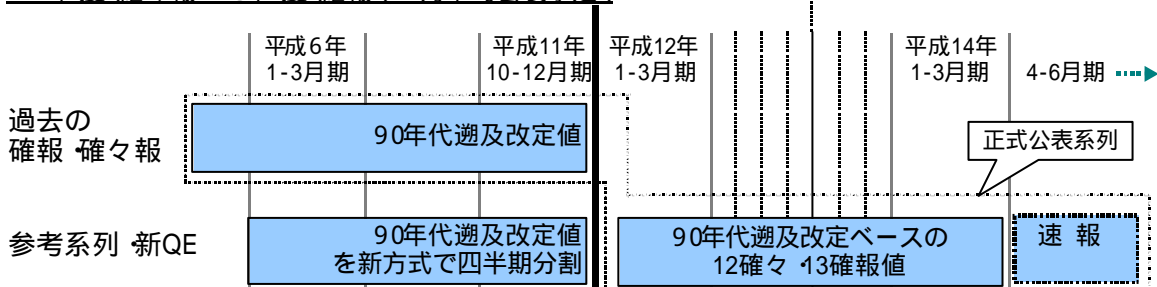 平成6年
1-3月期
平成11年
10-12月期
平成12年
1-3月期
平成14年
1-3月期
4-6月期
過去の
確報・確々報
90年代遡及改定値
正式公表系列
参考系列・新QE
90年代遡及改定値
を新方式で四半期分割
90年代遡及改定ベースの
12確々・13確報値
速 報